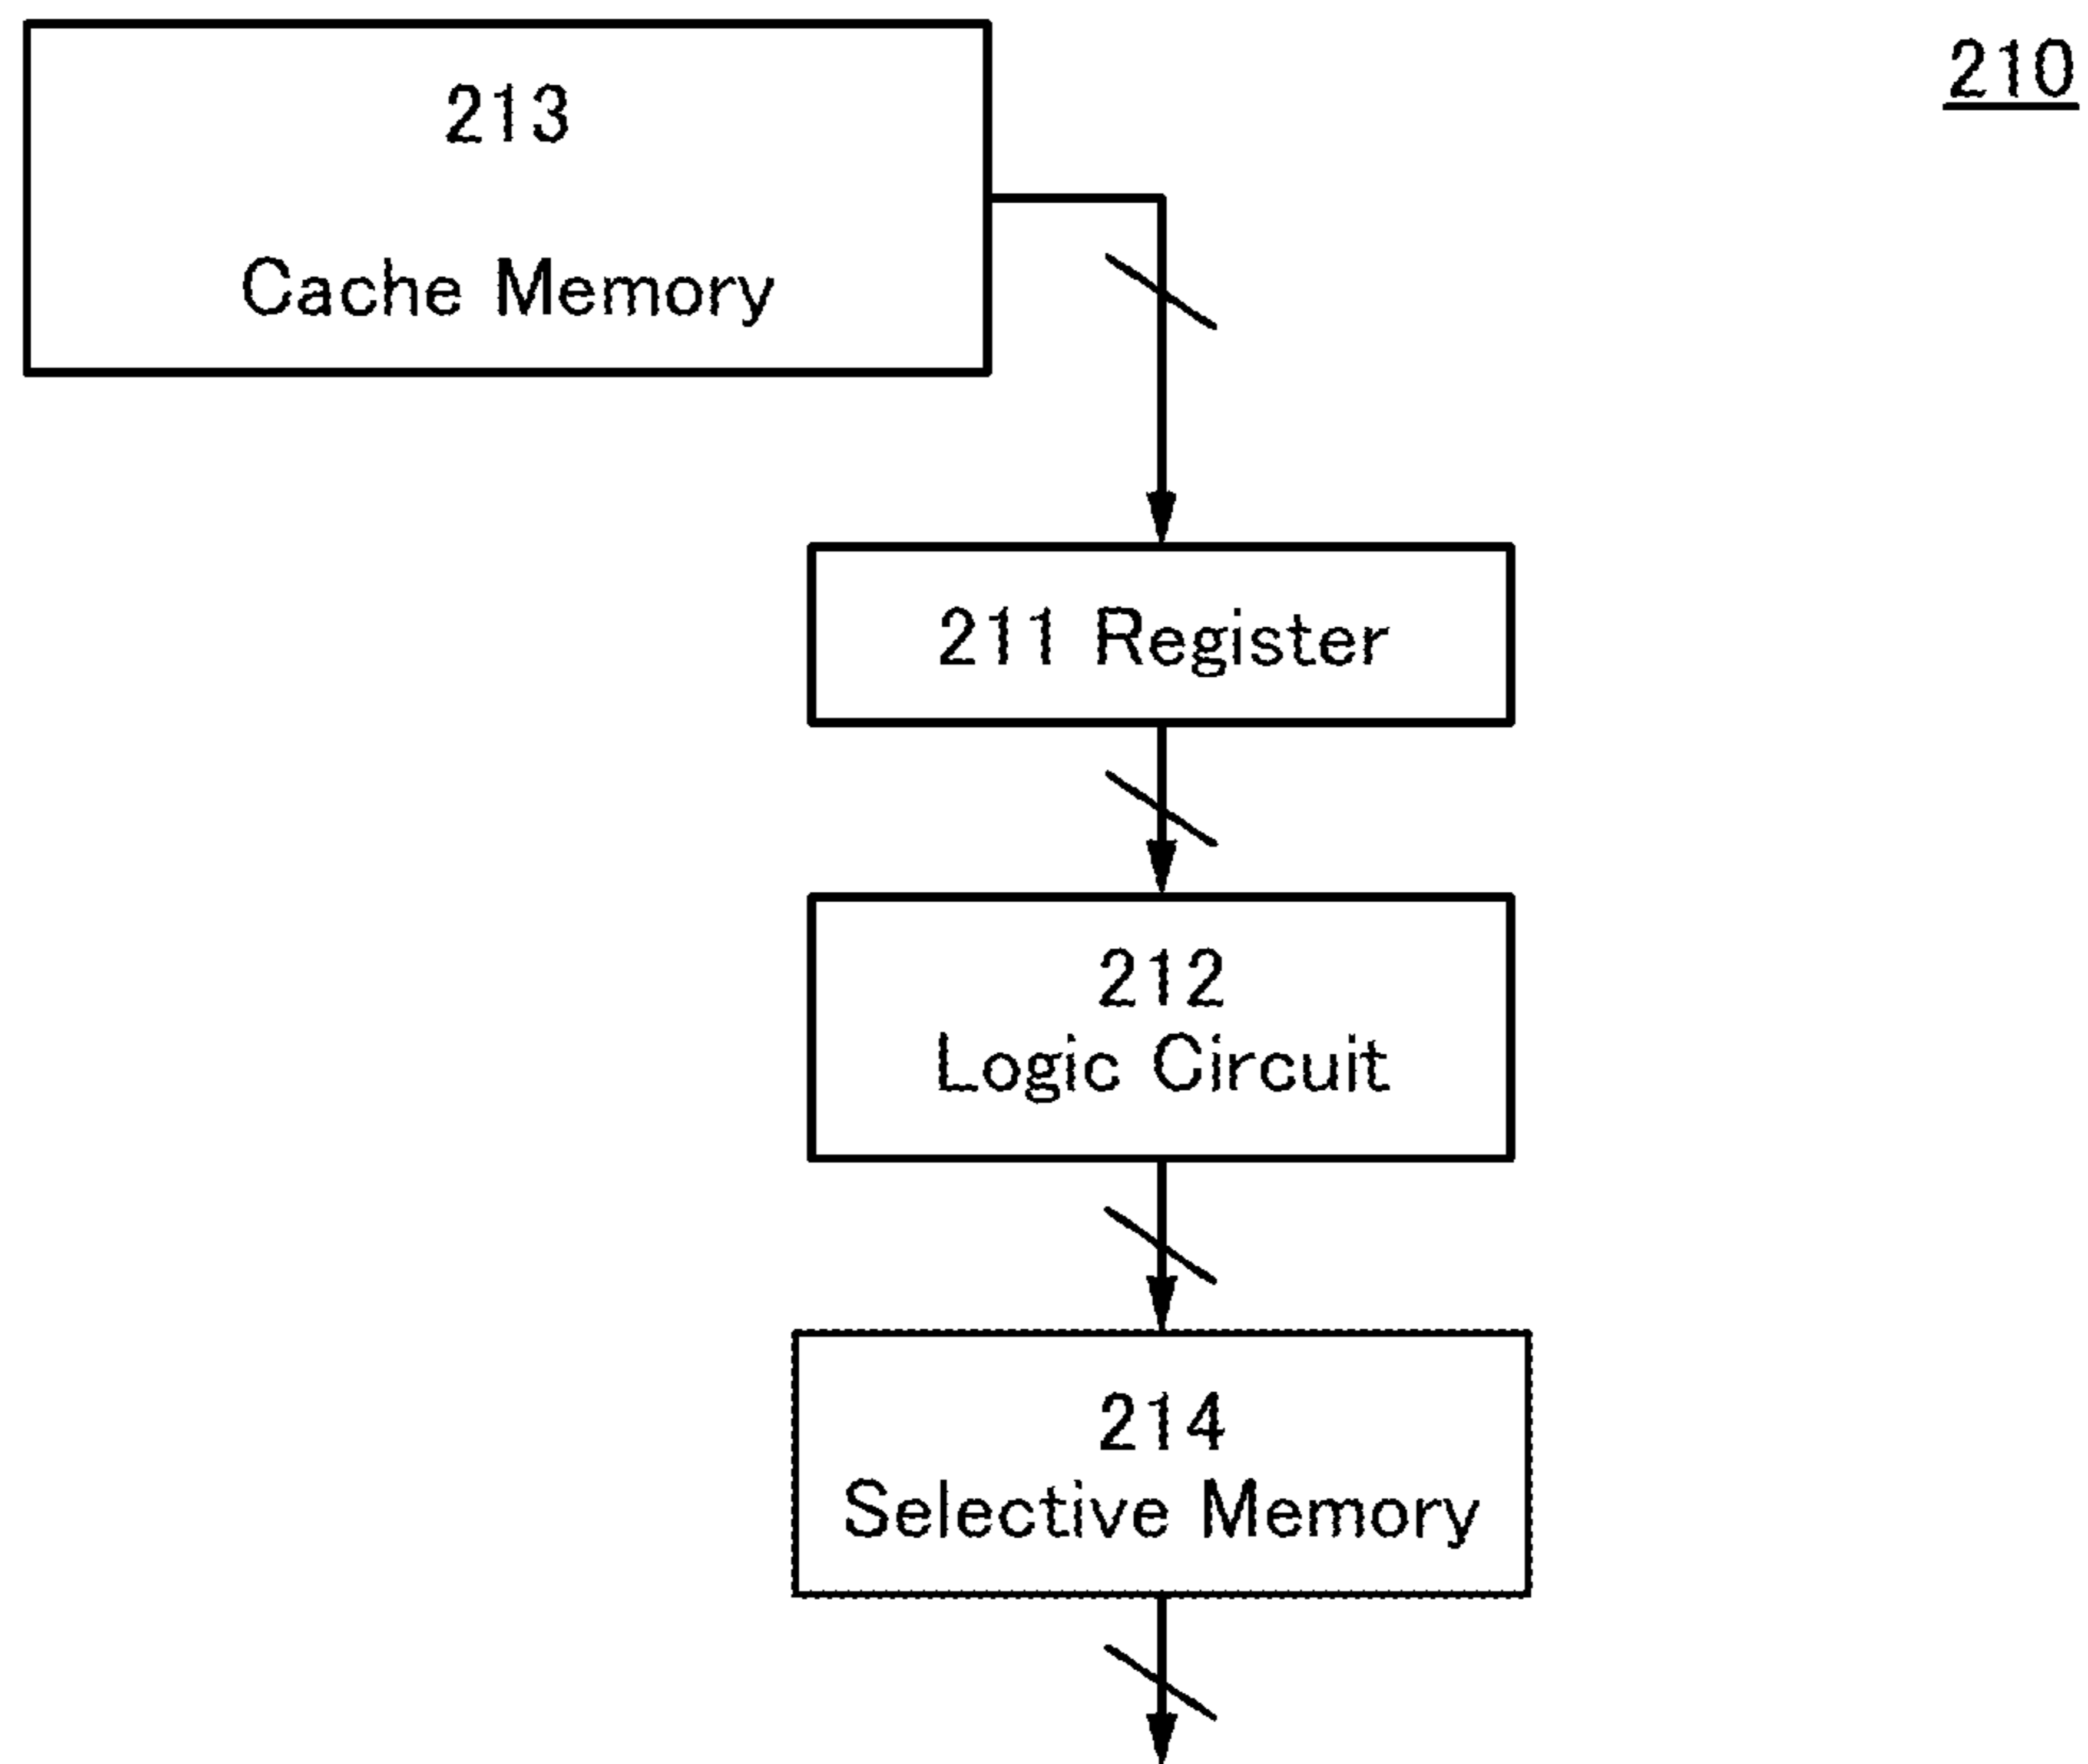 210
213
Cache Memory
211 Register
212
Logic Circuit
214
Selective Memory